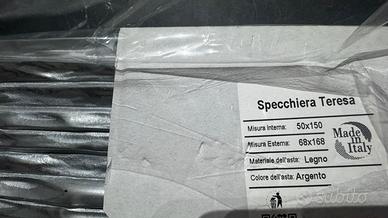 Specchiera Teresa
Misura Interna: 50x150
Misura Esterna: 68x168
Materiale dell'asta: Legno
Colore dell'asta: Argento
Made in
Italy
subito